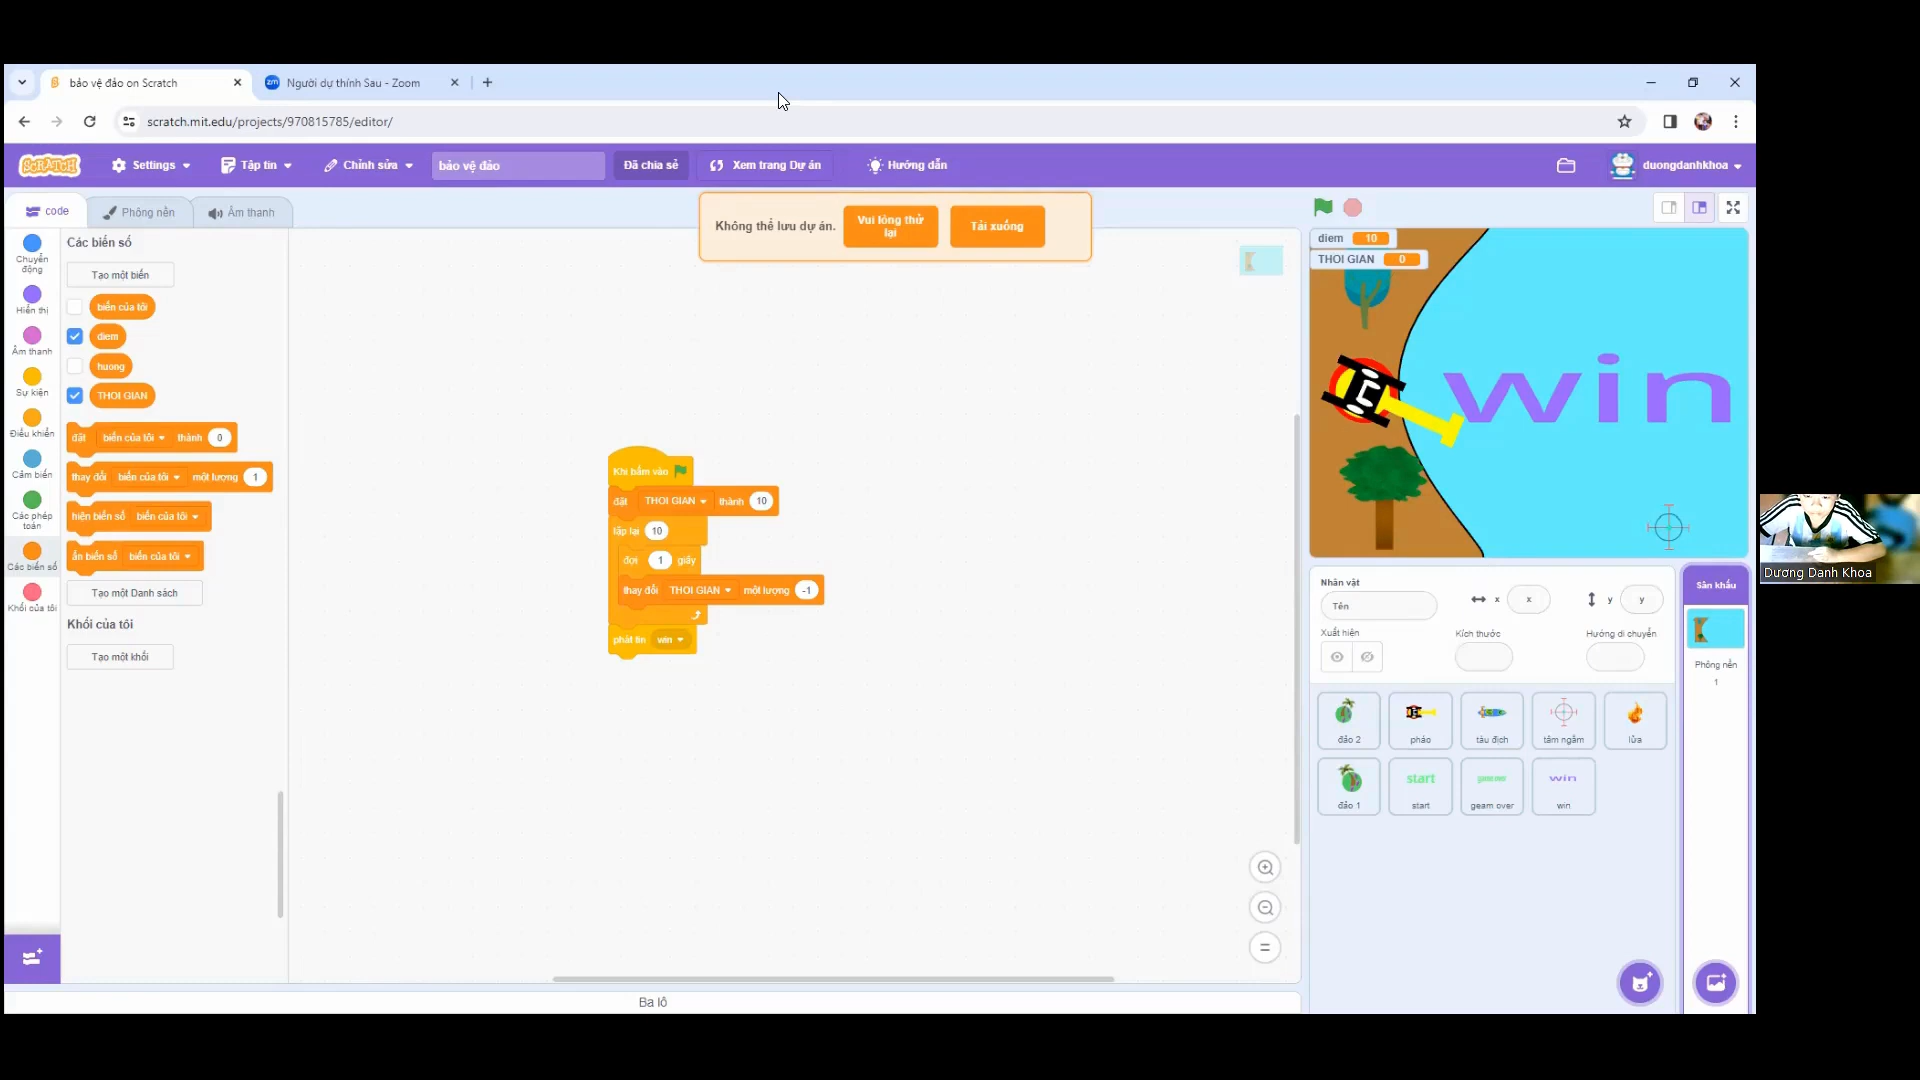 bảo vệ đảo on Scratch
Người dự thính Sau - Zoom
scratch.mit.edu/projects/970815785/editor/
SCRATCH
Settings
Tập tin
Chỉnh sửa
bảo vệ đảo
Đã chia sẻ
Xem trang Dự án
Hướng dẫn
duongdanhkhoa
code
Phông nền
Âm thanh
Không thể lưu dự án.
Vui lòng thử
lại
Tải xuống
Chuyển
động
Hiển thị
Âm thanh
Sự kiện
Điều khiển
Cảm biến
Các phép
toán
Các biến số
Khối của tôi
Các biến số
Tạo một biến
biến của tôi
diem
huong
THOI GIAN
đặt biến của tôi thành 0
thay đổi biến của tôi một lượng 1
hiện biến số biến của tôi
ẩn biến số biến của tôi
Tạo một Danh sách
Khối của tôi
Tạo một khối
Khi bấm vào
đặt THOI GIAN thành 10
lặp lại 10
đợi 1 giây
thay đổi THOI GIAN một lượng -1
phát tin win
diem 10
THOI GIAN 0
win
Nhân vật
Tên
x x
y y
Xuất hiện
Kích thước
Hướng di chuyển
đảo 2
pháo
tàu địch
tâm ngắm
lửa
đảo 1
start
start
geam over
win
win
Sân khấu
Phông nền
1
Ba lô
Dương Danh Khoa